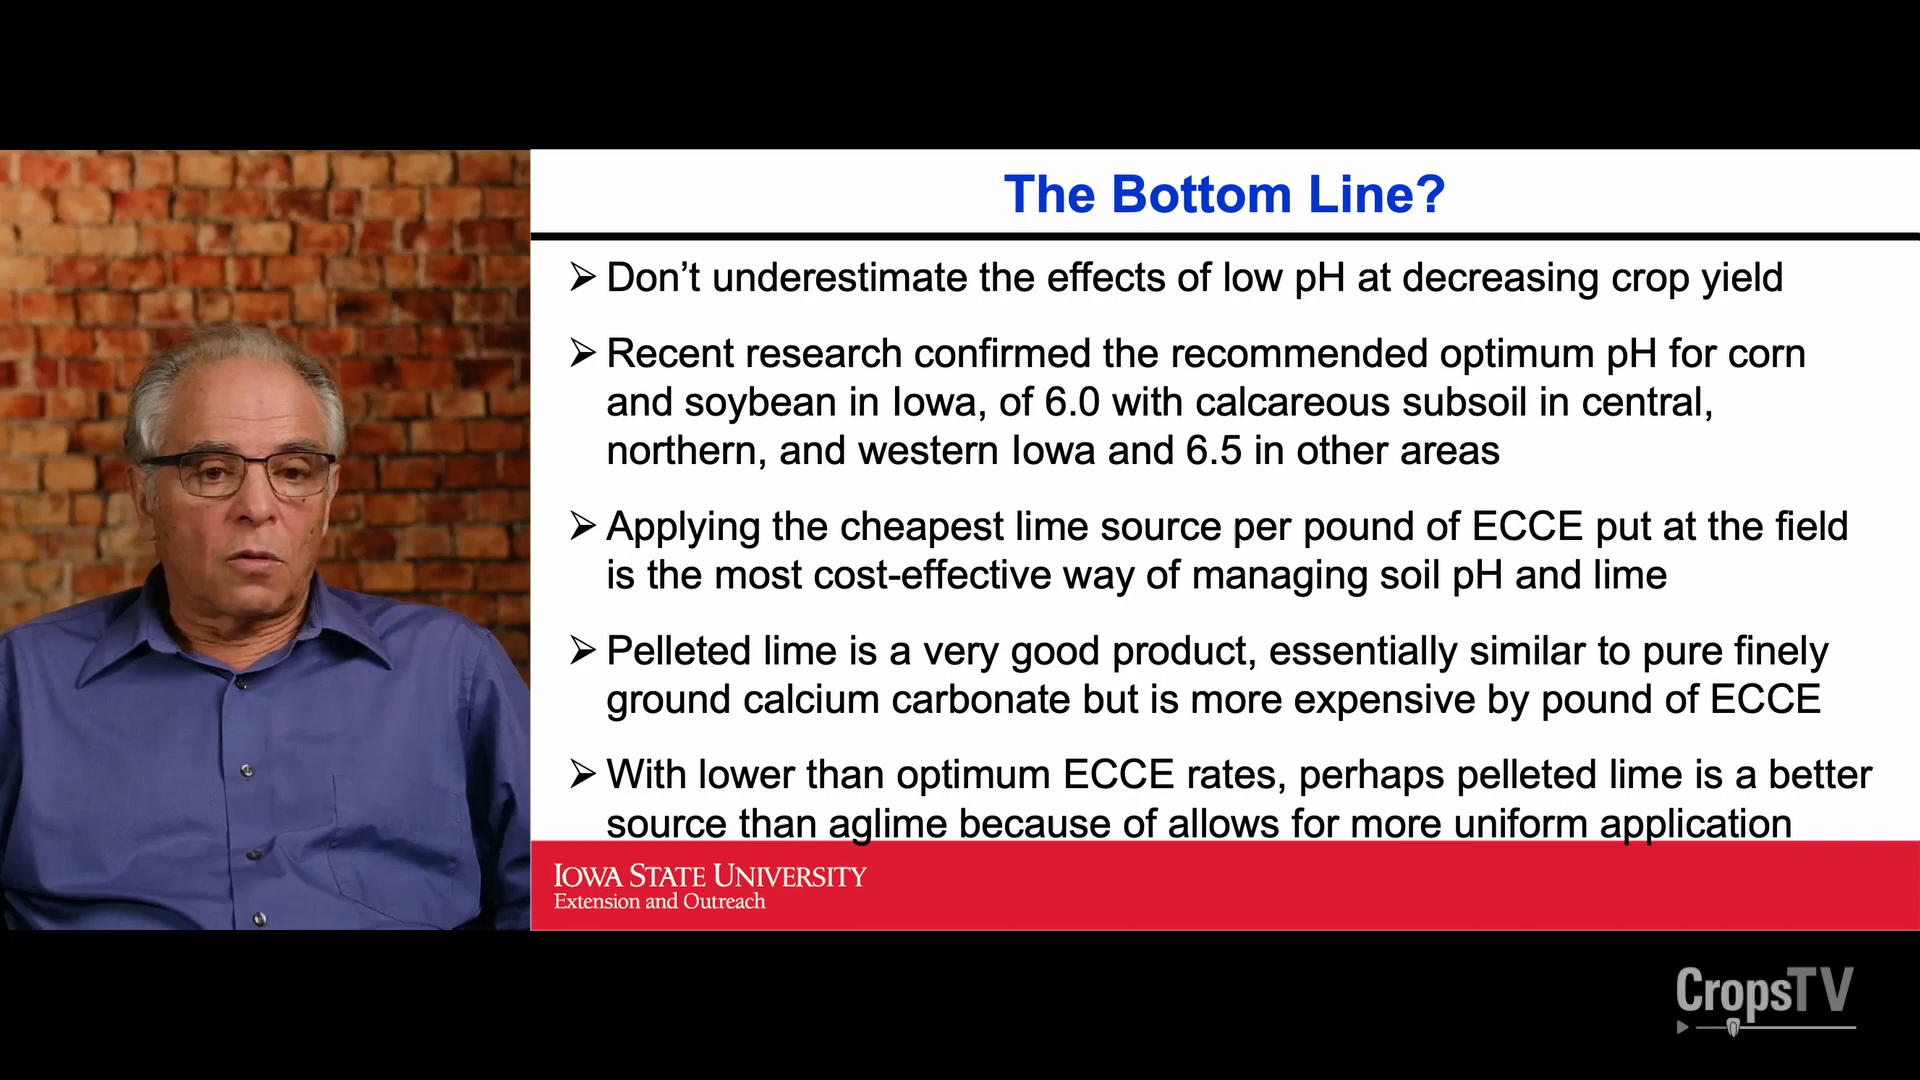 The Bottom Line?
➢ Don’t underestimate the effects of low pH at decreasing crop yield
➢ Recent research confirmed the recommended optimum pH for corn
and soybean in Iowa, of 6.0 with calcareous subsoil in central,
northern, and western Iowa and 6.5 in other areas
➢ Applying the cheapest lime source per pound of ECCE put at the field
is the most cost-effective way of managing soil pH and lime
➢ Pelleted lime is a very good product, essentially similar to pure finely
ground calcium carbonate but is more expensive by pound of ECCE
➢ With lower than optimum ECCE rates, perhaps pelleted lime is a better
source than aglime because of allows for more uniform application
IOWA STATE UNIVERSITY
Extension and Outreach
CropsTV